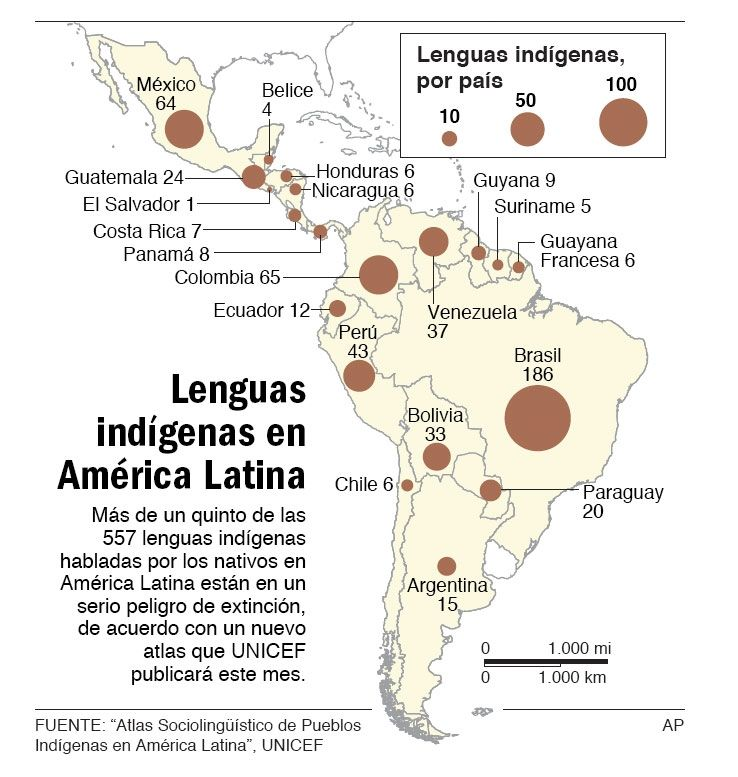 México
64
Belice
4
Lenguas indígenas,
por país
10
50
100
Guatemala 24
Honduras 6
Nicaragua 6
El Salvador 1
Costa Rica 7
Panamá 8
Colombia 65
Guyana 9
Suriname 5
Guayana
Francesa 6
Ecuador 12
Venezuela
37
Perú
43
Brasil
186
Bolivia
33
Chile 6
Paraguay
20
Argentina
15
Lenguas
indígenas en
América Latina
Más de un quinto de las
557 lenguas indígenas
habladas por los nativos en
América Latina están en un
serio peligro de extinción,
de acuerdo con un nuevo
atlas que UNICEF
publicará este mes.
0 1.000 mi
0 1.000 km
FUENTE: “Atlas Sociolingüístico de Pueblos
Indígenas en América Latina”, UNICEF
AP